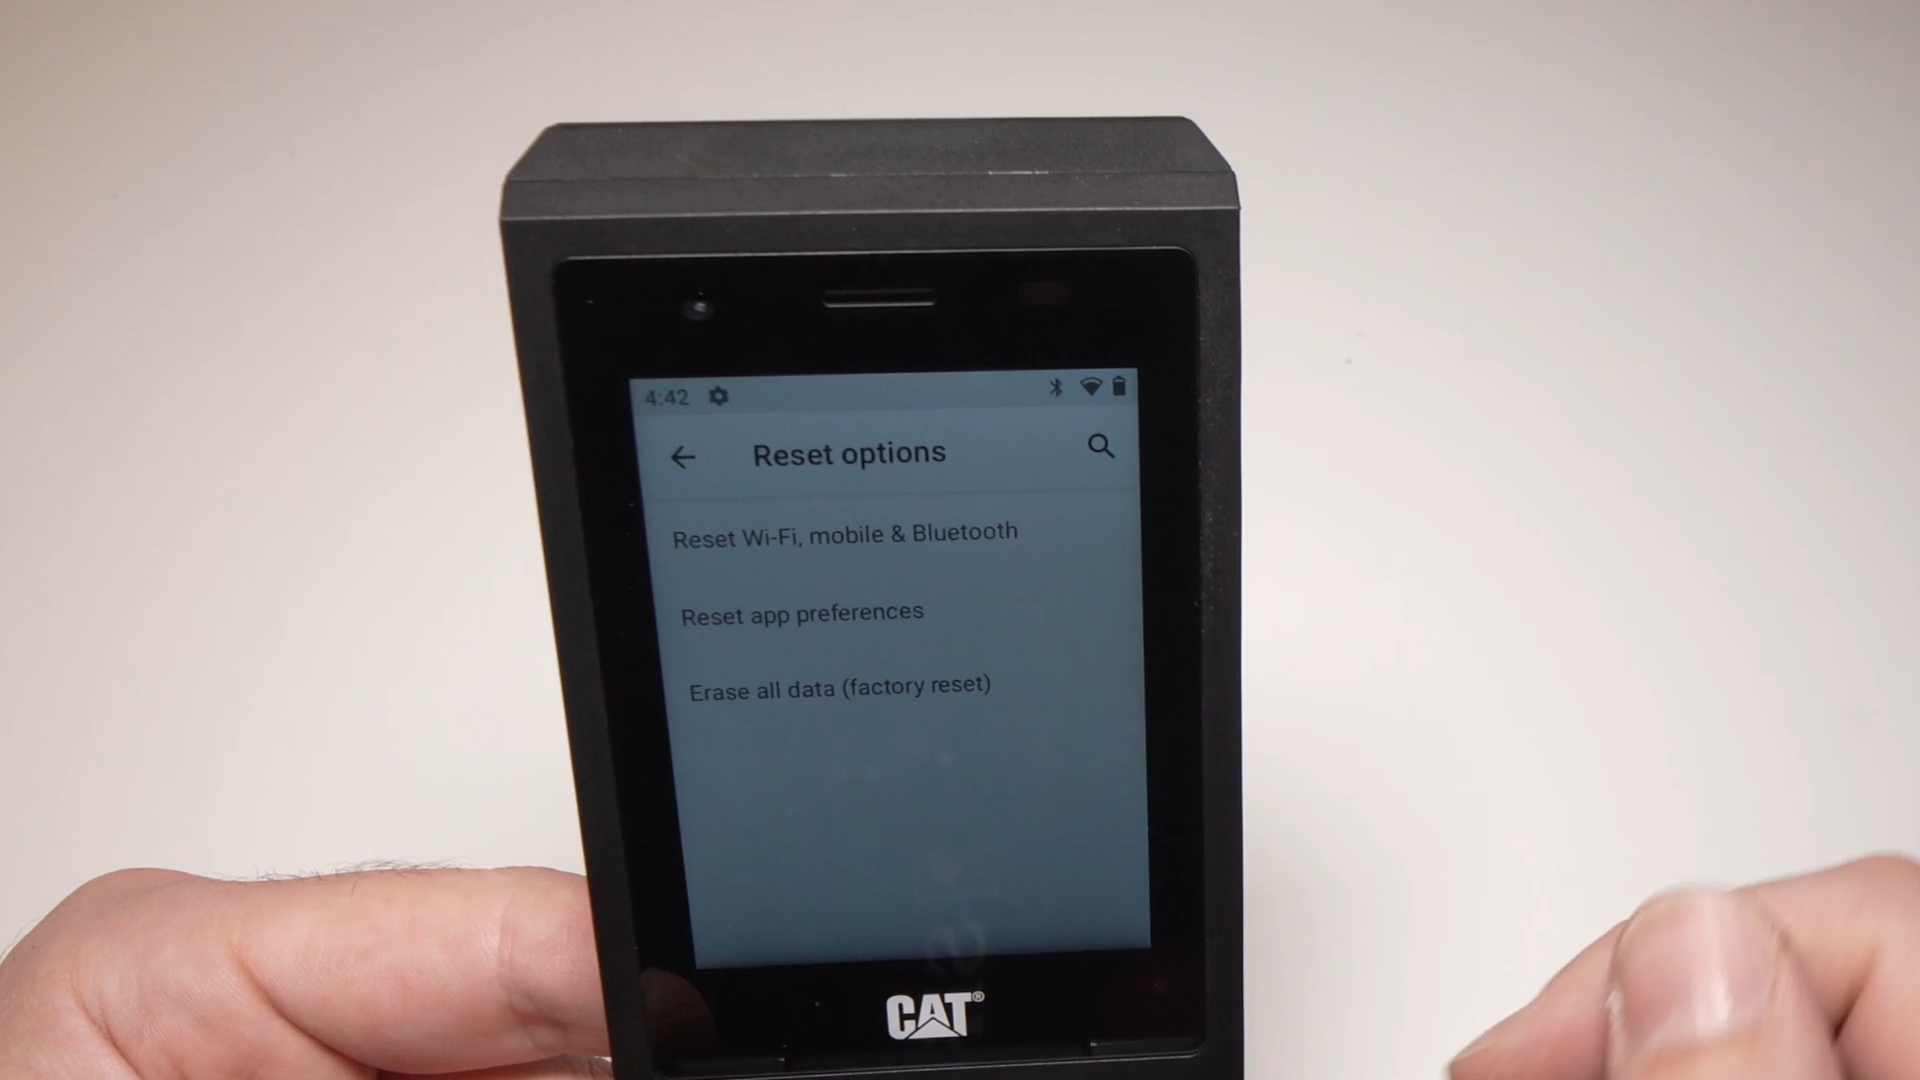 4:42
Reset options
Reset Wi-Fi, mobile & Bluetooth
Reset app preferences
Erase all data (factory reset)
CAT®